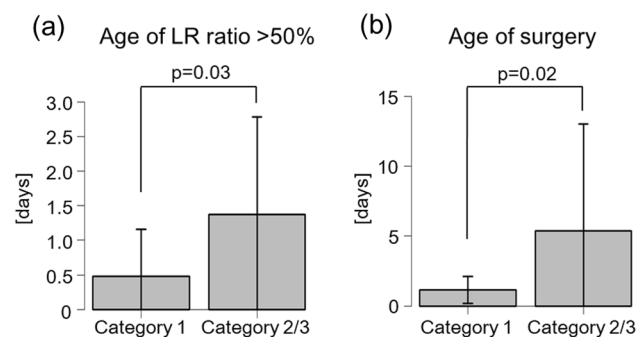 (a)
Age of LR ratio >50%
p=0.03
[days]
3.0
2.5
2.0
1.5
1.0
0.5
0
Category 1 Category 2/3
(b)
Age of surgery
p=0.02
[days]
15
10
5
0
Category 1 Category 2/3